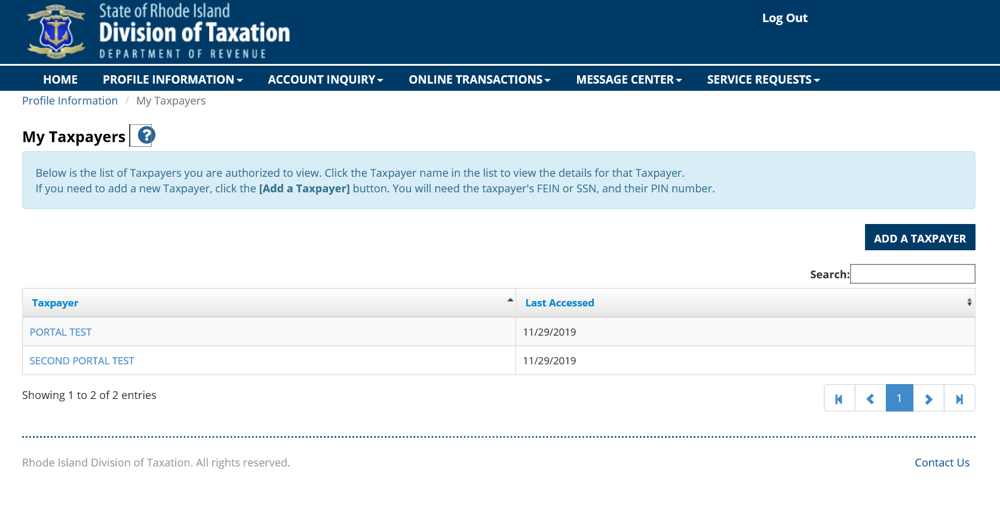 State of Rhode Island
Division of Taxation
DEPARTMENT OF REVENUE
Log Out
HOME PROFILE INFORMATION ACCOUNT INQUIRY ONLINE TRANSACTIONS MESSAGE CENTER SERVICE REQUESTS
Profile Information / My Taxpayers
My Taxpayers ?
Below is the list of Taxpayers you are authorized to view. Click the Taxpayer name in the list to view the details for that Taxpayer.
If you need to add a new Taxpayer, click the [Add a Taxpayer] button. You will need the taxpayer's FEIN or SSN, and their PIN number.
ADD A TAXPAYER
Search:
Taxpayer Last Accessed
PORTAL TEST 11/29/2019
SECOND PORTAL TEST 11/29/2019
Showing 1 to 2 of 2 entries
1
Rhode Island Division of Taxation. All rights reserved.
Contact Us